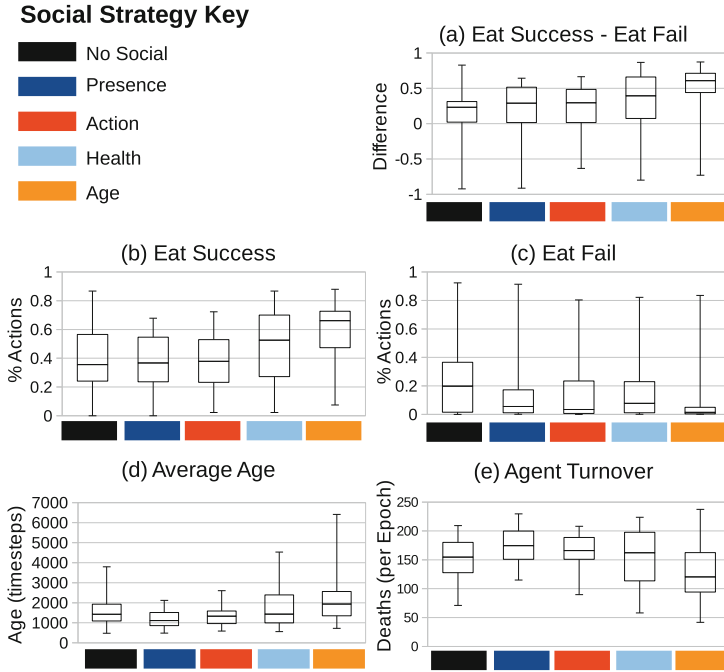 Social Strategy Key
No Social
Presence
Action
Health
Age
(a) Eat Success - Eat Fail
Difference
1
0.5
0
-0.5
-1
(b) Eat Success
% Actions
1
0.8
0.6
0.4
0.2
0
(c) Eat Fail
% Actions
1
0.8
0.6
0.4
0.2
0
(d) Average Age
Age (timesteps)
7000
6000
5000
4000
3000
2000
1000
0
(e) Agent Turnover
Deaths (per Epoch)
250
200
150
100
50
0